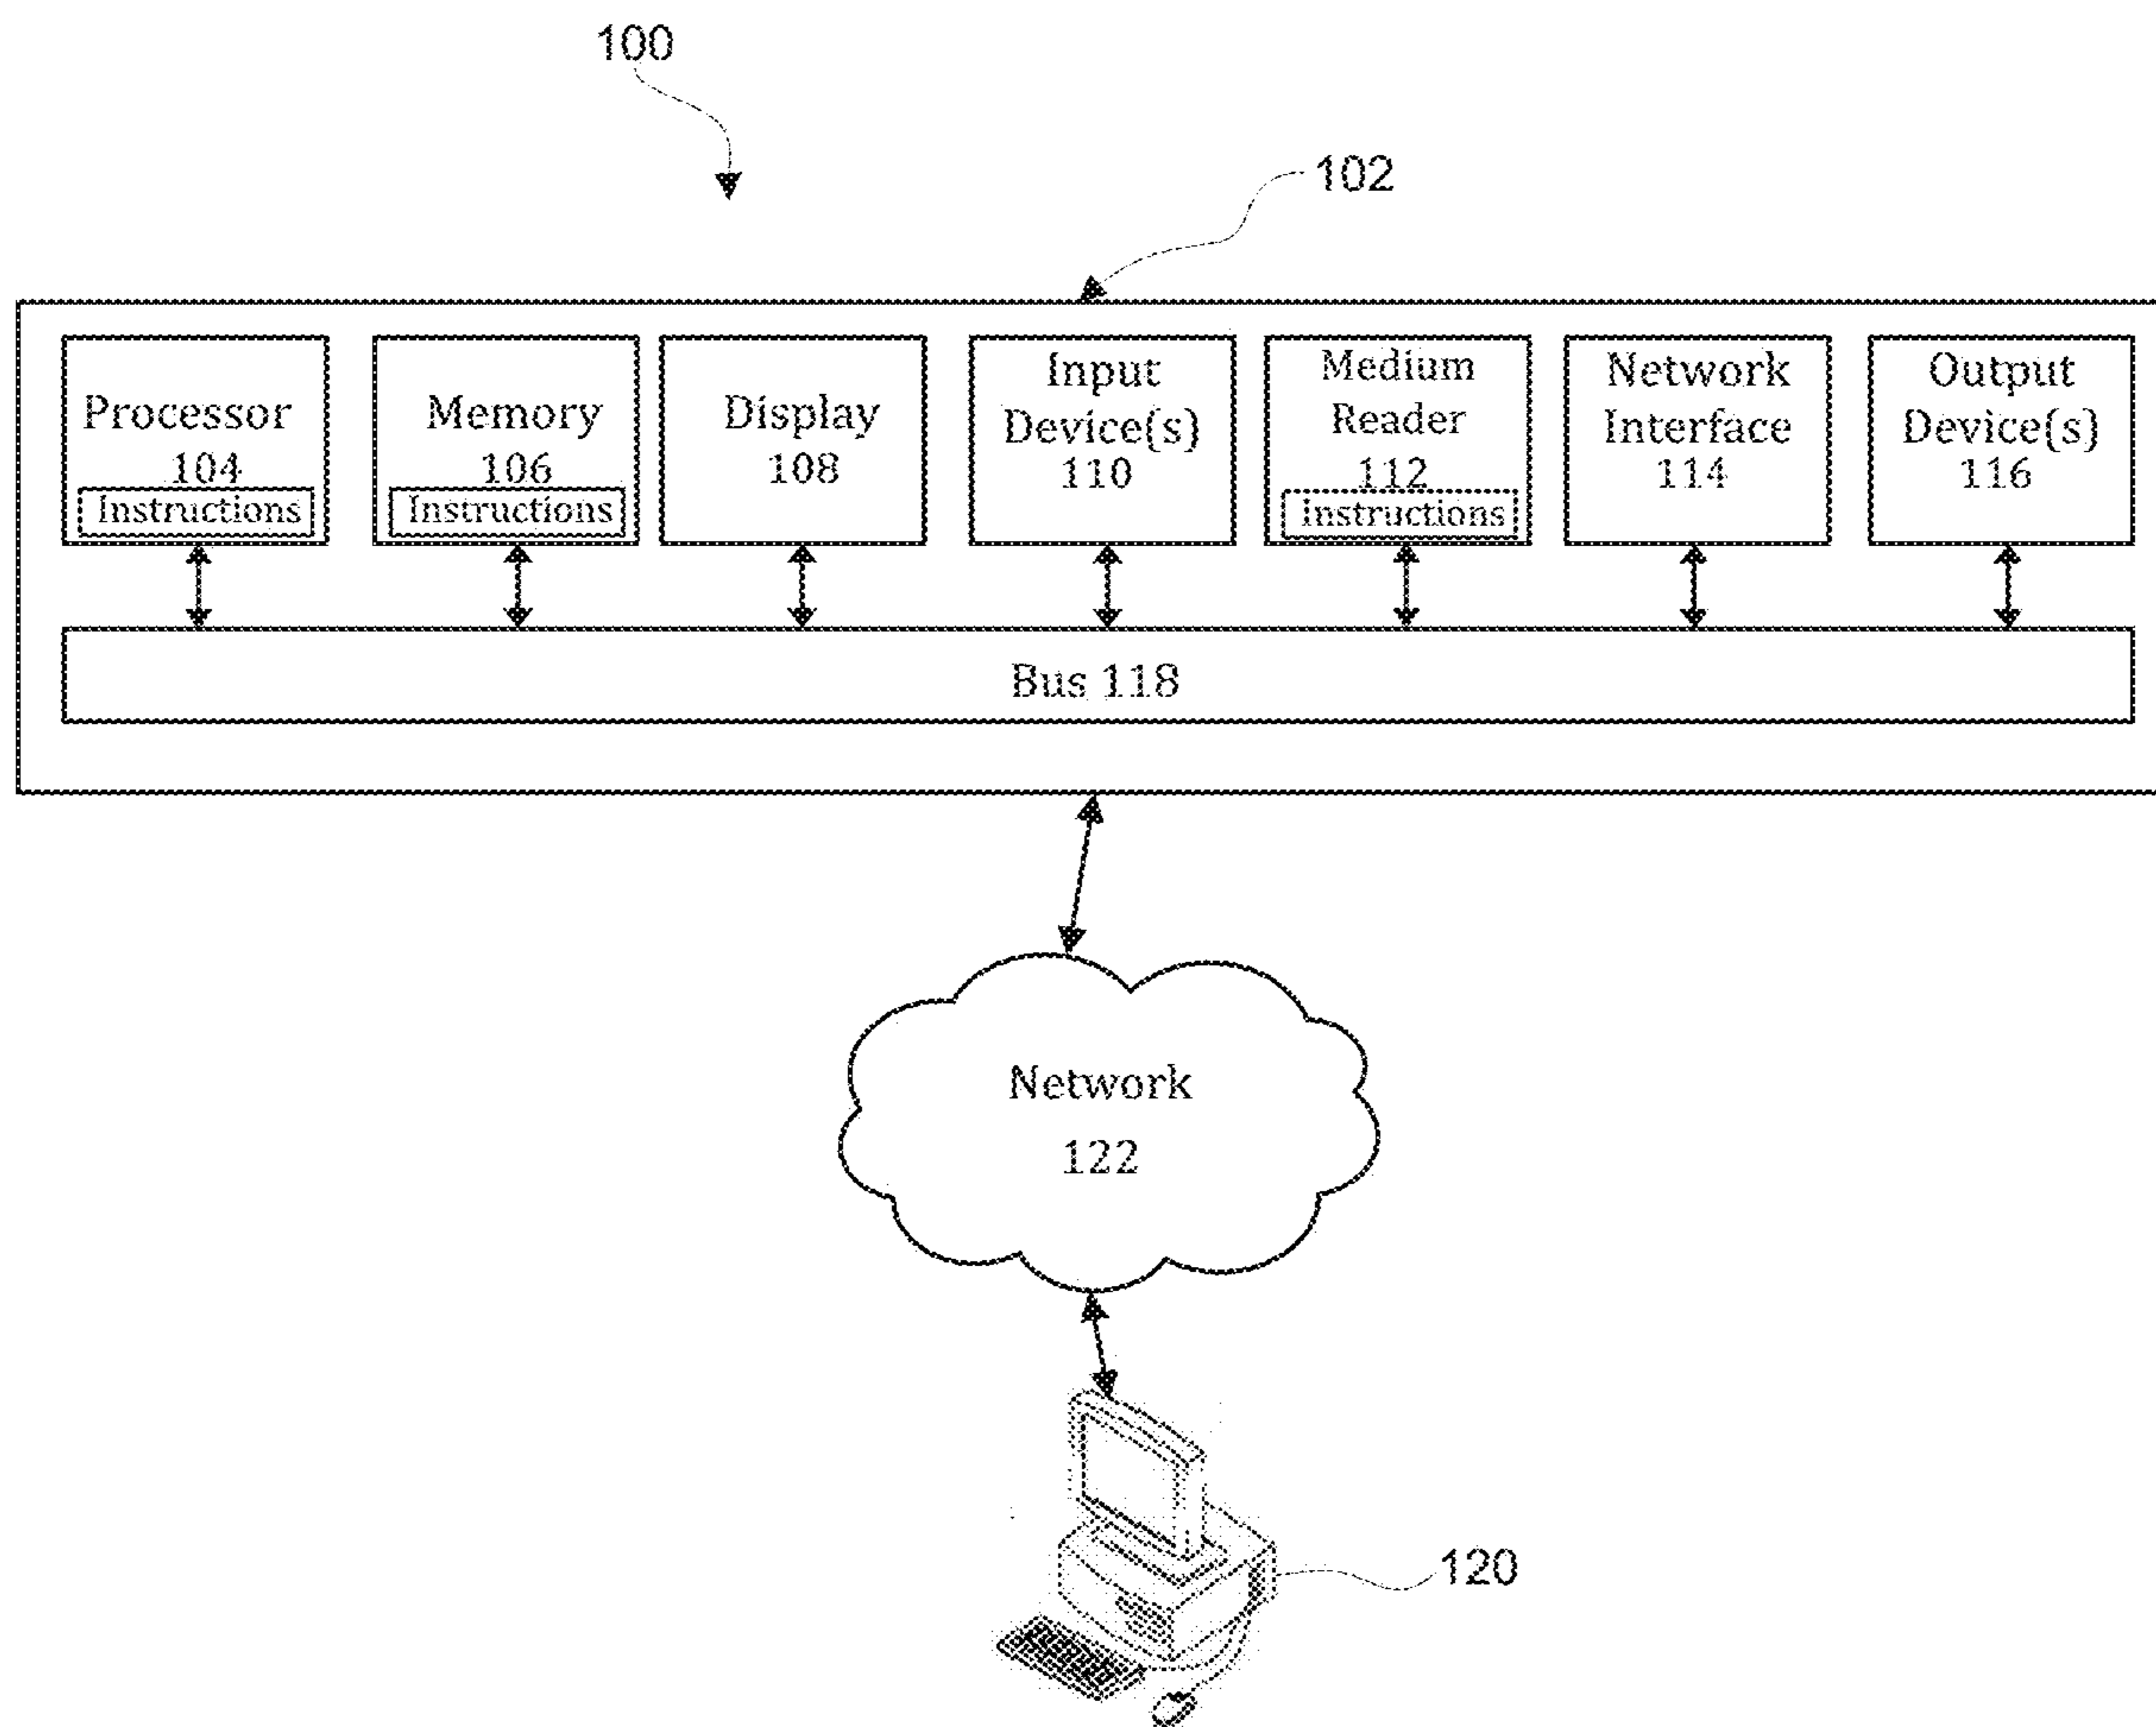 100
102
Processor
104
Instructions
Memory
106
Instructions
Display
108
Input
Device(s)
110
Medium
Reader
112
Instructions
Network
Interface
114
Output
Device(s)
116
Bus 118
Network
122
120